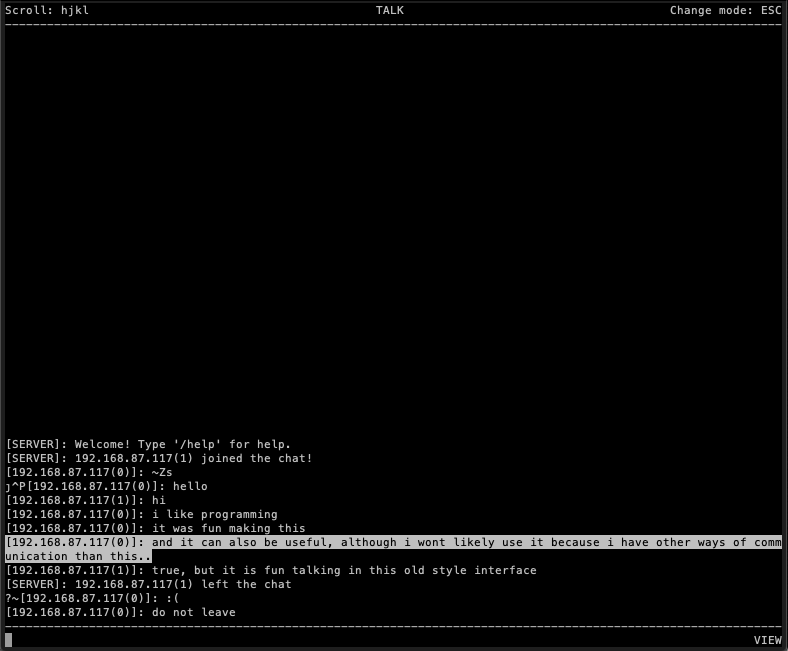 Scroll: hjkl TALK Change mode: ESC
[SERVER]: Welcome! Type '/help' for help.
[SERVER]: 192.168.87.117(1) joined the chat!
[192.168.87.117(0)]: ~Zs
ȷ^P[192.168.87.117(0)]: hello
[192.168.87.117(1)]: hi
[192.168.87.117(0)]: i like programming
[192.168.87.117(0)]: it was fun making this
[192.168.87.117(0)]: and it can also be useful, although i wont likely use it because i have other ways of comm
unication than this..
[192.168.87.117(1)]: true, but it is fun talking in this old style interface
[SERVER]: 192.168.87.117(1) left the chat
?~[192.168.87.117(0)]: :(
[192.168.87.117(0)]: do not leave
VIEW